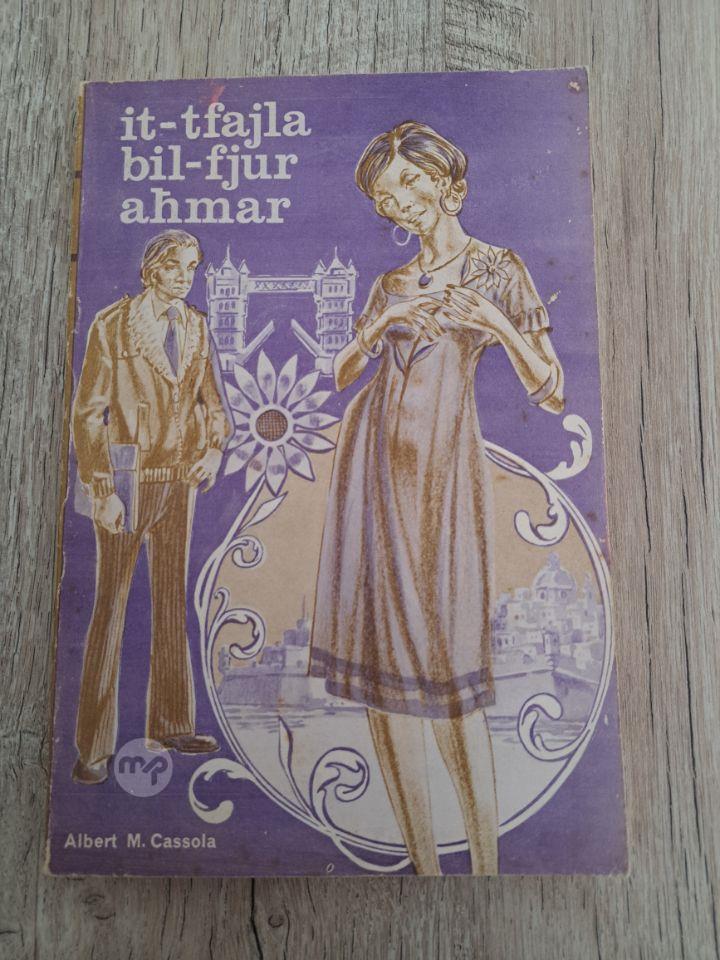 it-tfajla
bil-fjur
aħmar
mp
Albert M. Cassola